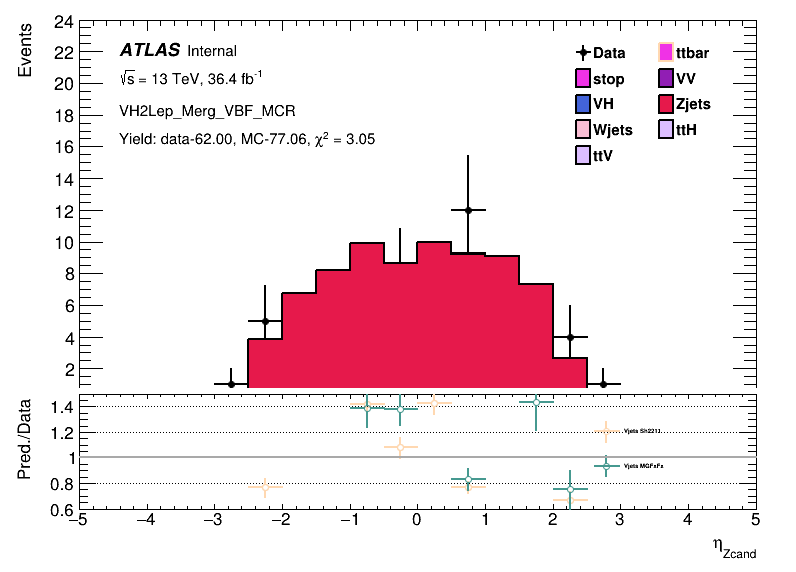 Events
24
22
20
18
16
14
12
10
8
6
4
2
ATLAS Internal
√s = 13 TeV, 36.4 fb⁻¹
VH2Lep_Merg_VBF_MCR
Yield: data-62.00, MC-77.06, χ² = 3.05
Data ttbar
stop VV
VH Zjets
Wjets ttH
ttV
Pred./Data
1.4
1.2
1
0.8
0.6
Vjets Sh2211
Vjets MGFxFx
−5 −4 −3 −2 −1 0 1 2 3 4 5
η_Zcand